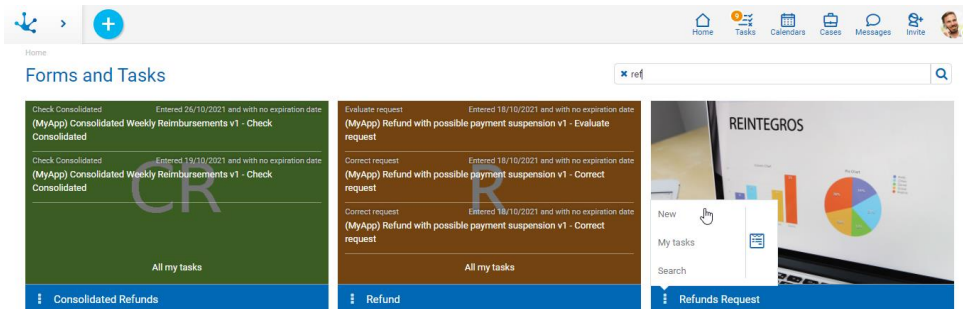 9
Home
Tasks
Calendars
Cases
Messages
Invite
Home
Forms and Tasks
ref
Check Consolidated
Entered 26/10/2021 and with no expiration date
(MyApp) Consolidated Weekly Reimbursements v1 - Check
Consolidated
Check Consolidated
Entered 19/10/2021 and with no expiration date
(MyApp) Consolidated Weekly Reimbursements v1 - Check
Consolidated
CR
All my tasks
Consolidated Refunds
Evaluate request
Entered 18/10/2021 and with no expiration date
(MyApp) Refund with possible payment suspension v1 - Evaluate
request
Correct request
Entered 18/10/2021 and with no expiration date
(MyApp) Refund with possible payment suspension v1 - Correct
request
R
Correct request
Entered 18/10/2021 and with no expiration date
(MyApp) Refund with possible payment suspension v1 - Correct
request
All my tasks
Refund
REINTEGROS
New
My tasks
Search
Refunds Request